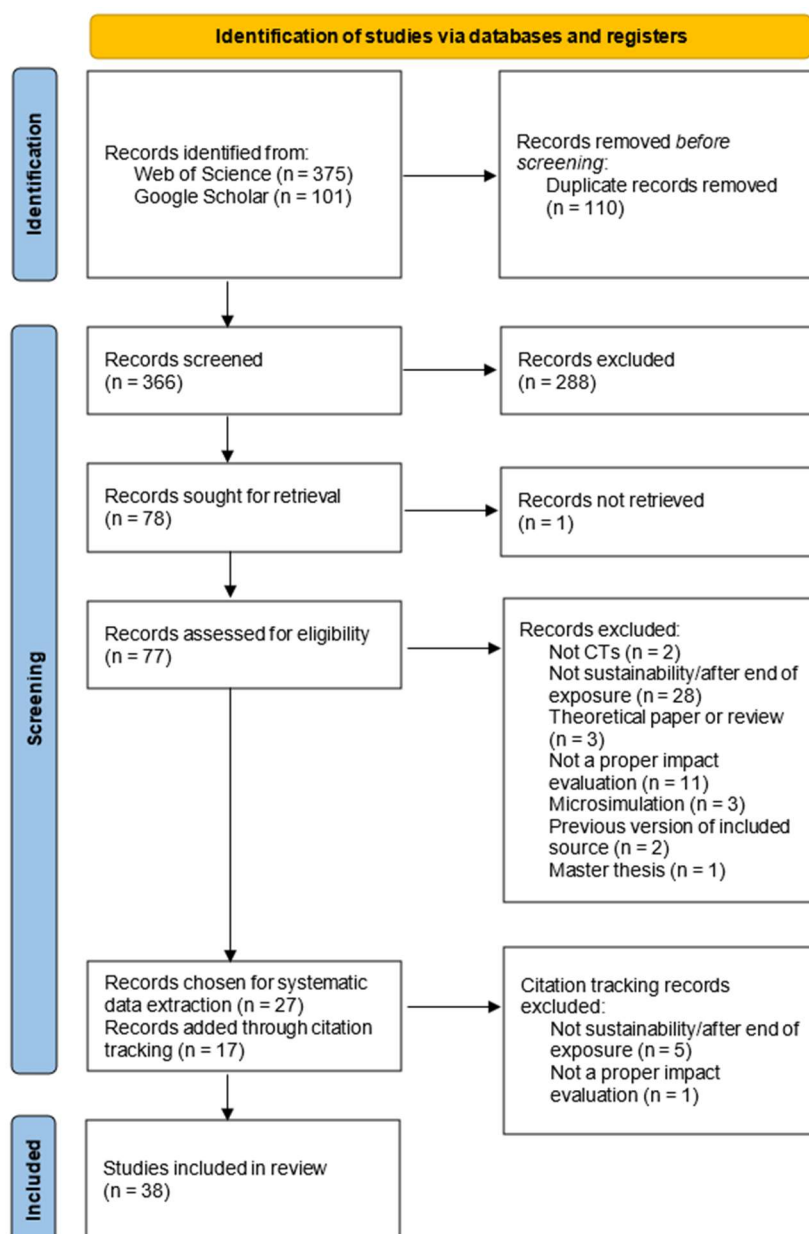 Identification of studies via databases and registers
Identification
Records identified from:
Web of Science (n = 375)
Google Scholar (n = 101)
Records removed before
screening:
Duplicate records removed
(n = 110)
Screening
Records screened
(n = 366)
Records excluded
(n = 288)
Records sought for retrieval
(n = 78)
Records not retrieved
(n = 1)
Records assessed for eligibility
(n = 77)
Records excluded:
Not CTs (n = 2)
Not sustainability/after end of
exposure (n = 28)
Theoretical paper or review
(n = 3)
Not a proper impact
evaluation (n = 11)
Microsimulation (n = 3)
Previous version of included
source (n = 2)
Master thesis (n = 1)
Records chosen for systematic
data extraction (n = 27)
Records added through citation
tracking (n = 17)
Citation tracking records
excluded:
Not sustainability/after end of
exposure (n = 5)
Not a proper impact
evaluation (n = 1)
Included
Studies included in review
(n = 38)